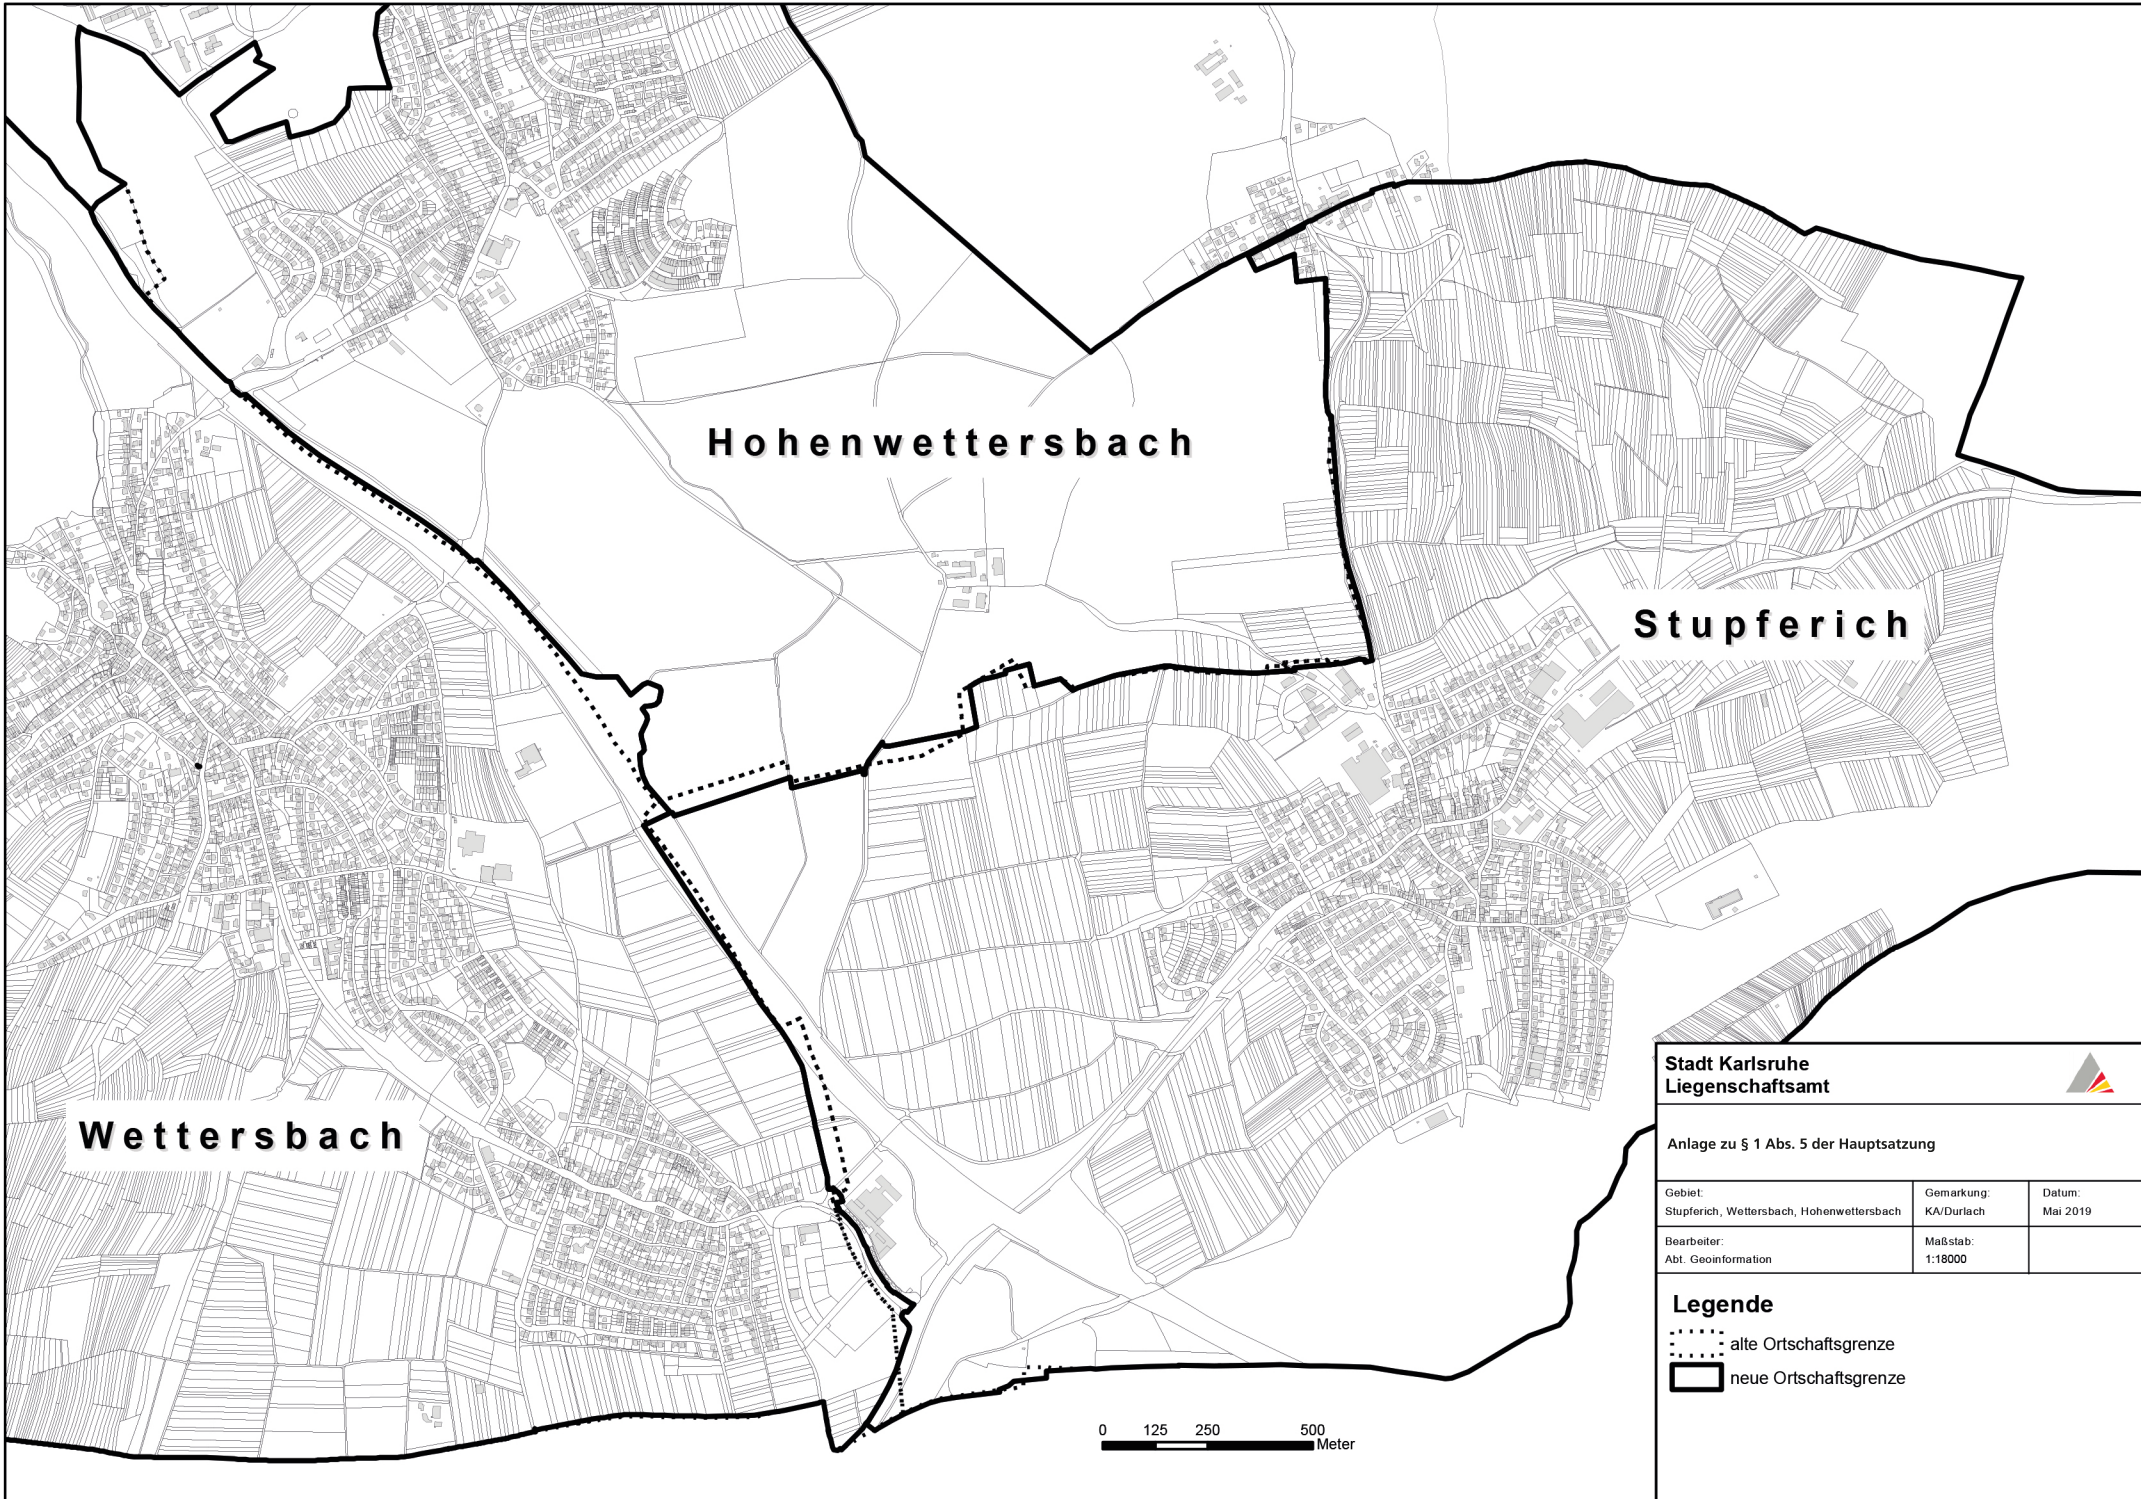 Hohenwettersbach
Stupferich
Wettersbach
Stadt Karlsruhe
Liegenschaftsamt
Anlage zu § 1 Abs. 5 der Hauptsatzung
Gebiet:
Stupferich, Wettersbach, Hohenwettersbach
Gemarkung:
KA/Durlach
Datum:
Mai 2019
Bearbeiter:
Abt. Geoinformation
Maßstab:
1:18000
Legende
alte Ortschaftsgrenze
neue Ortschaftsgrenze
0 125 250 500
Meter